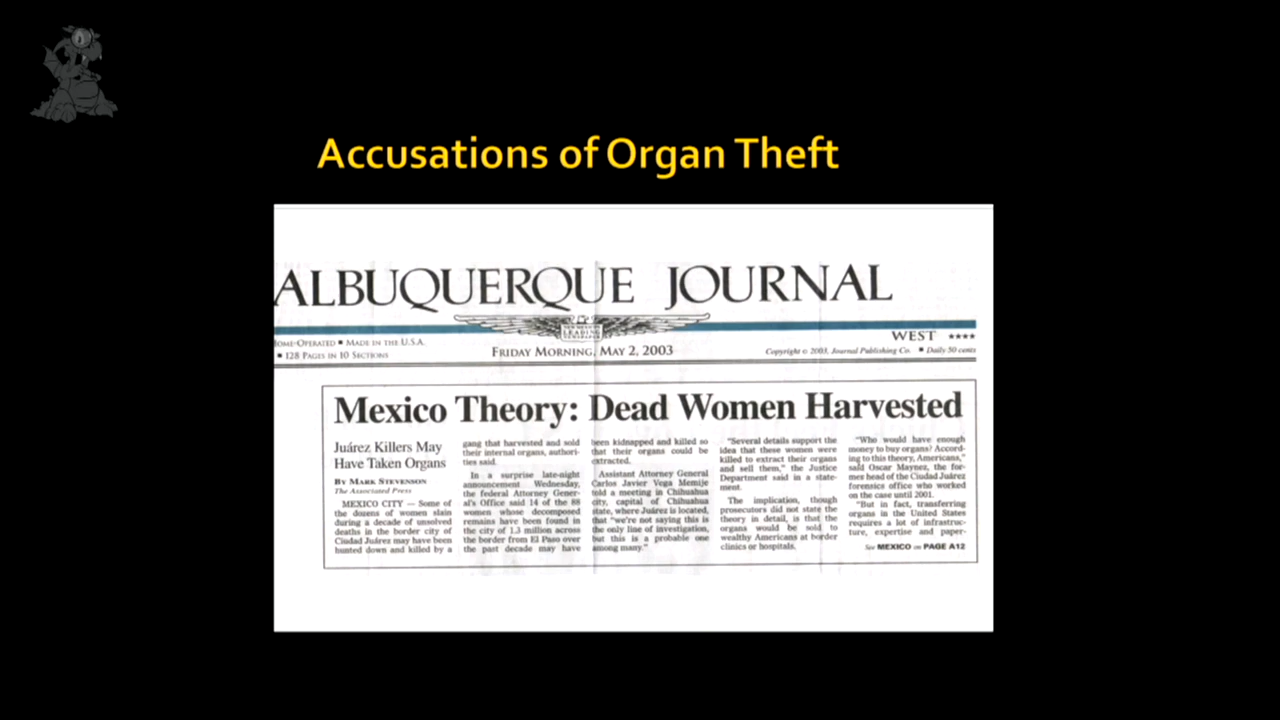 Accusations of Organ Theft
ALBUQUERQUE JOURNAL
WEST ★★★★
OME-OPERATED ■ MADE IN THE U.S.A.
■ 128 PAGES IN 10 SECTIONS
FRIDAY MORNING, MAY 2, 2003
Copyright © 2003, Journal Publishing Co. ■ Daily 50 cents
Mexico Theory: Dead Women Harvested
Juárez Killers May
Have Taken Organs
BY MARK STEVENSON
The Associated Press
MEXICO CITY — Some of
the dozens of women slain
during a decade of unsolved
deaths in the border city of
Ciudad Juárez may have been
hunted down and killed by a
gang that harvested and sold
their internal organs, authori-
ties said.
In a surprise late-night
announcement Wednesday,
the federal Attorney Gener-
al's Office said 14 of the 88
women whose decomposed
remains have been found in
the city of 1.3 million across
the border from El Paso over
the past decade may have
been kidnapped and killed so
that their organs could be
extracted.
Assistant Attorney General
Carlos Javier Vega Memije
told a meeting in Chihuahua
city, capital of Chihuahua
state, where Juárez is located,
that "we're not saying this is
the only line of investigation,
but this is a probable one
among many."
"Several details support the
idea that these women were
killed to extract their organs
and sell them," the Justice
Department said in a state-
ment.
The implication, though
prosecutors did not state the
theory in detail, is that the
organs would be sold to
wealthy Americans at border
clinics or hospitals.
"Who would have enough
money to buy organs? Accord-
ing to this theory, Americans,"
said Oscar Maynez, the for-
mer head of the Ciudad Juárez
forensics office who worked
on the case until 2001.
"But in fact, transferring
organs in the United States
requires a lot of infrastruc-
ture, expertise and paper-
See MEXICO on PAGE A12